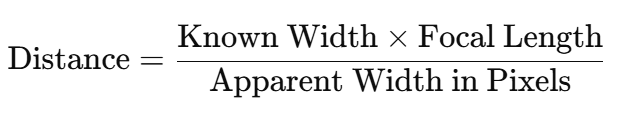 Distance = Known Width × Focal Length
Apparent Width in Pixels